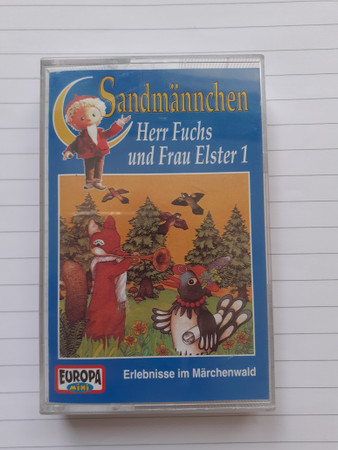 Sandmännchen
Herr Fuchs
und Frau Elster 1
EUROPA
mini
Erlebnisse im Märchenwald